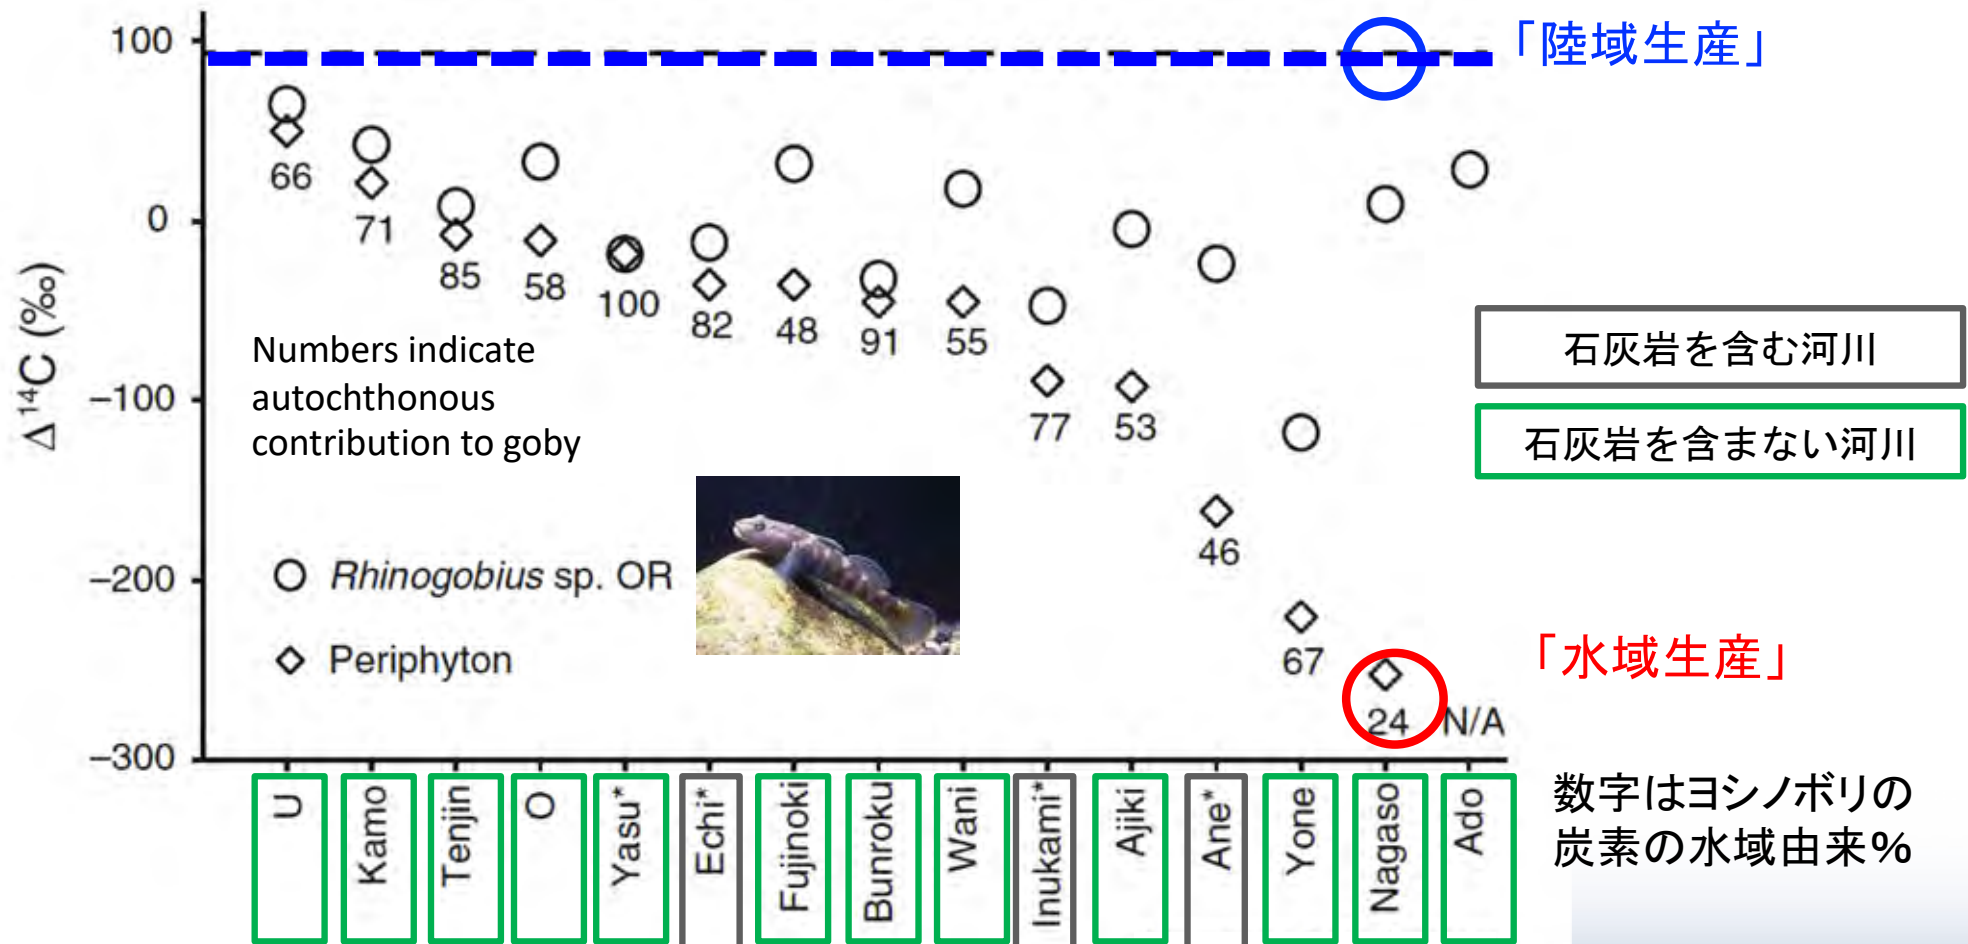 100
0
−100
−200
−300
Δ¹⁴C (‰)
「陸域生産」
66
71
85
58
100
82
48
91
55
77
53
46
67
24
N/A
Numbers indicate
autochthonous
contribution to goby
Rhinogobius sp. OR
Periphyton
石灰岩を含む河川
石灰岩を含まない河川
「水域生産」
数字はヨシノボリの
炭素の水域由来%
U
Kamo
Tenjin
O
Yasu*
Echi*
Fujinoki
Bunroku
Wani
Inukami*
Ajiki
Ane*
Yone
Nagaso
Ado